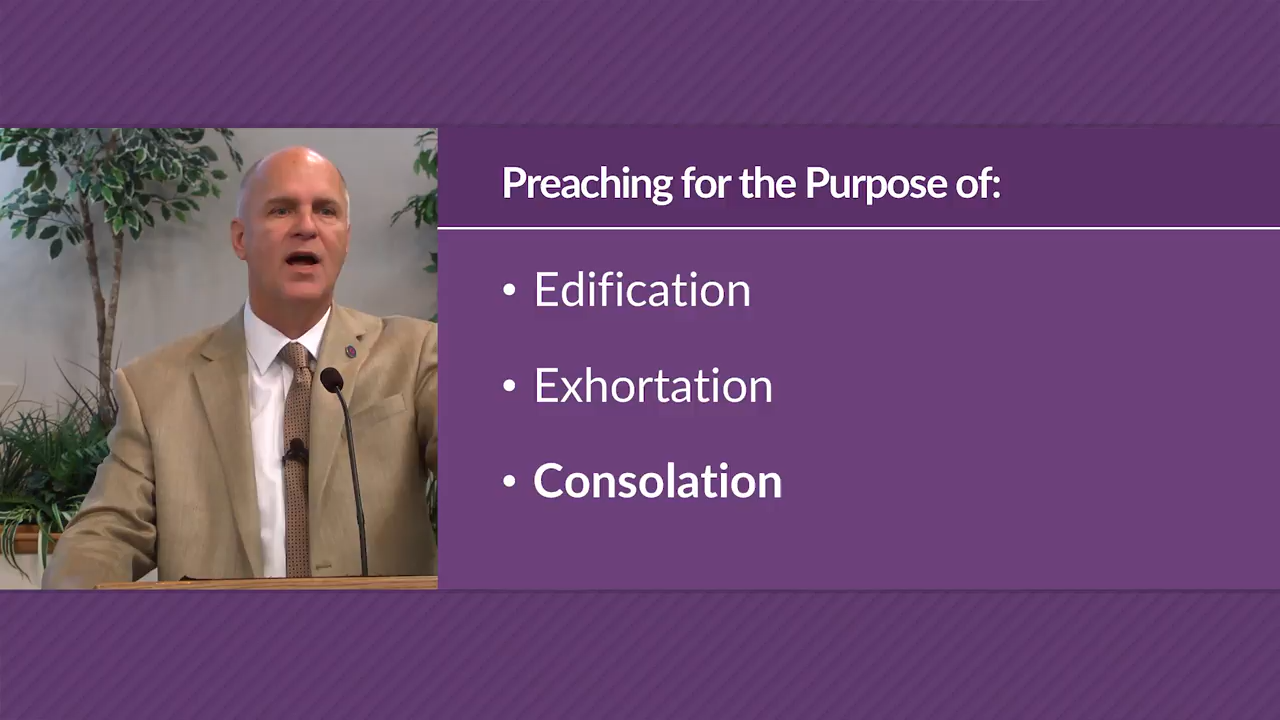 Preaching for the Purpose of:
• Edification
• Exhortation
• Consolation